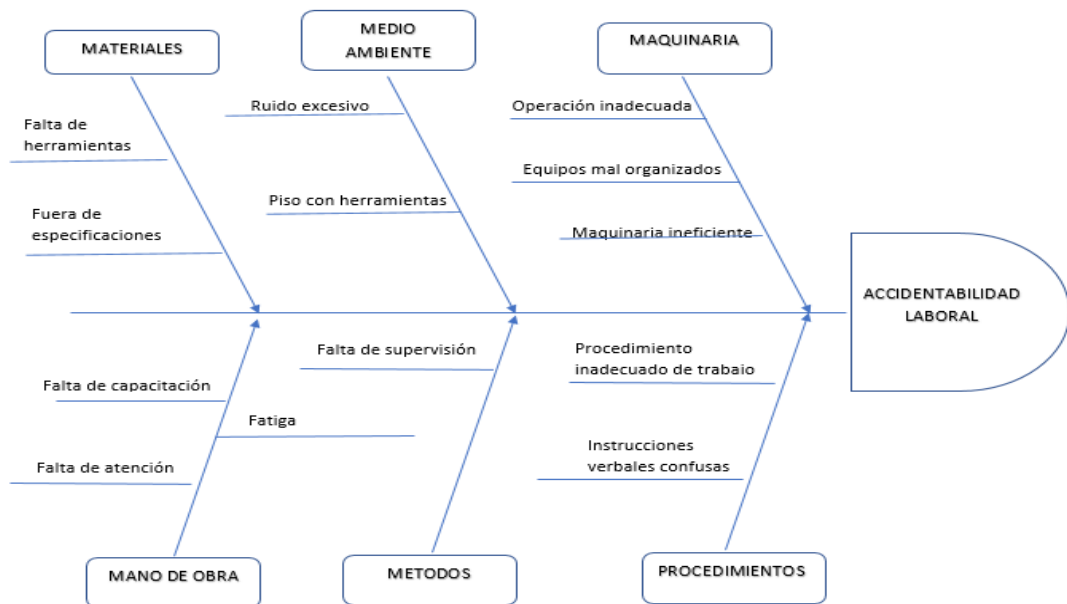 MATERIALES
MEDIO
AMBIENTE
MAQUINARIA
Ruido excesivo
Operación inadecuada
Falta de
herramientas
Equipos mal organizados
Piso con herramientas
Fuera de
especificaciones
Maquinaria ineficiente
ACCIDENTABILIDAD
LABORAL
Falta de supervisión
Procedimiento
inadecuado de trabajo
Falta de capacitación
Fatiga
Instrucciones
verbales confusas
Falta de atención
MANO DE OBRA
METODOS
PROCEDIMIENTOS